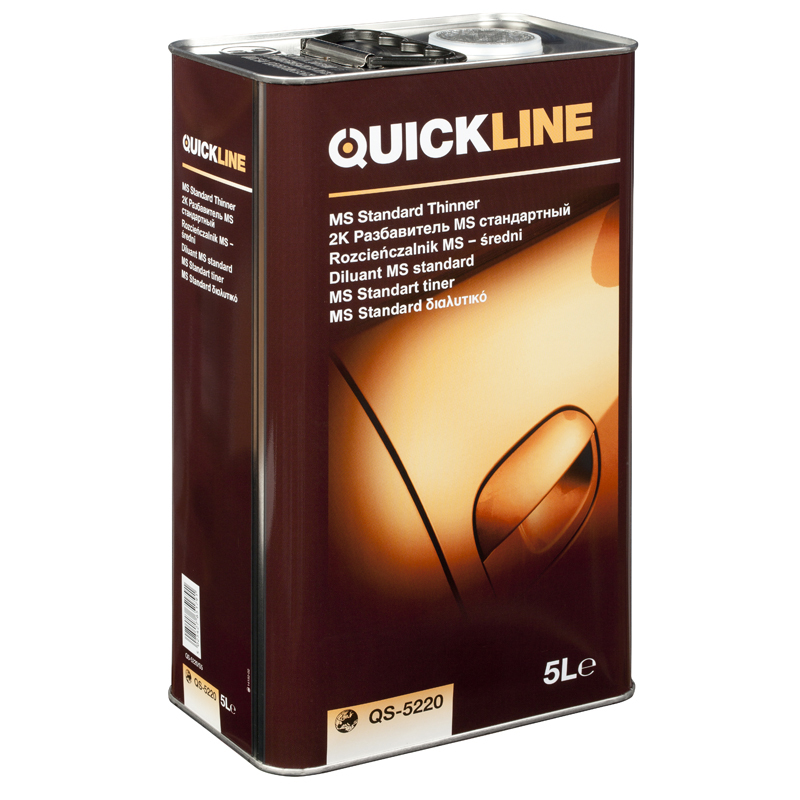 QUICKLINE
MS Standard Thinner
2K Разбавитель MS
стандартный
Rozcieńczalnik MS –
średni
Diluant MS standard
MS Standart tiner
MS Standard διαλυτικό
QS-5220 5Le
QUICKLINE
MS Standard Thinner
2K Разбавитель MS стандартный
Rozcieńczalnik MS – średni
Diluant MS standard
MS Standart tiner
MS Standard διαλυτικό
5Le
QS-5220